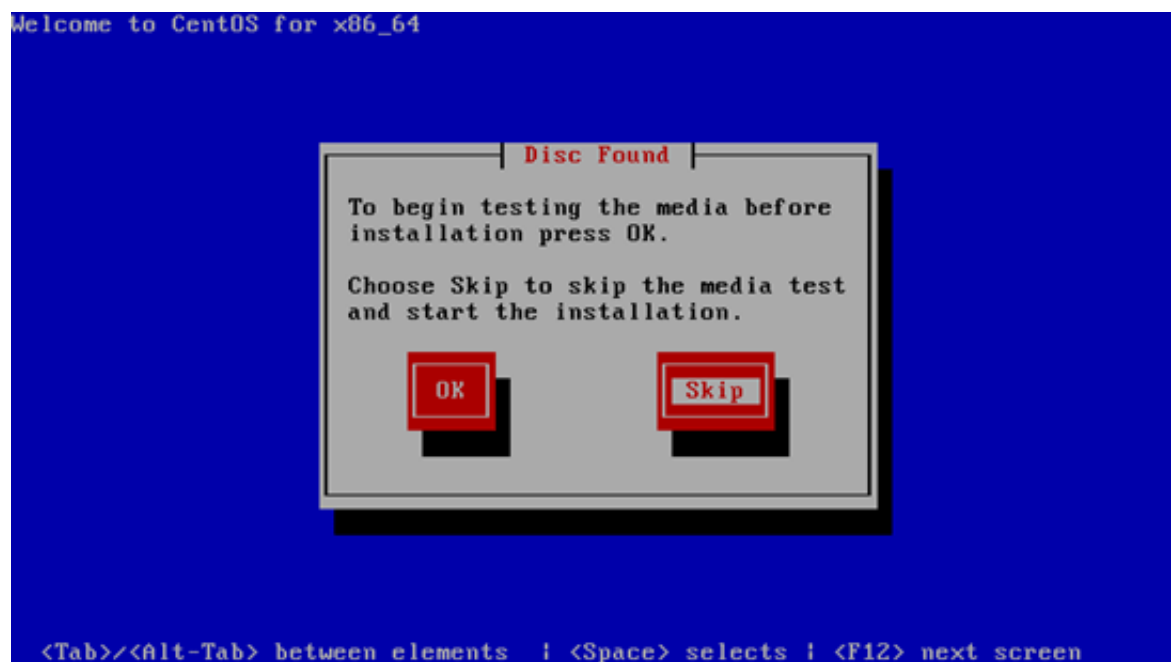 Welcome to CentOS for x86_64
Disc Found
To begin testing the media before
installation press OK.
Choose Skip to skip the media test
and start the installation.
OK Skip
<Tab>/<Alt-Tab> between elements | <Space> selects | <F12> next screen